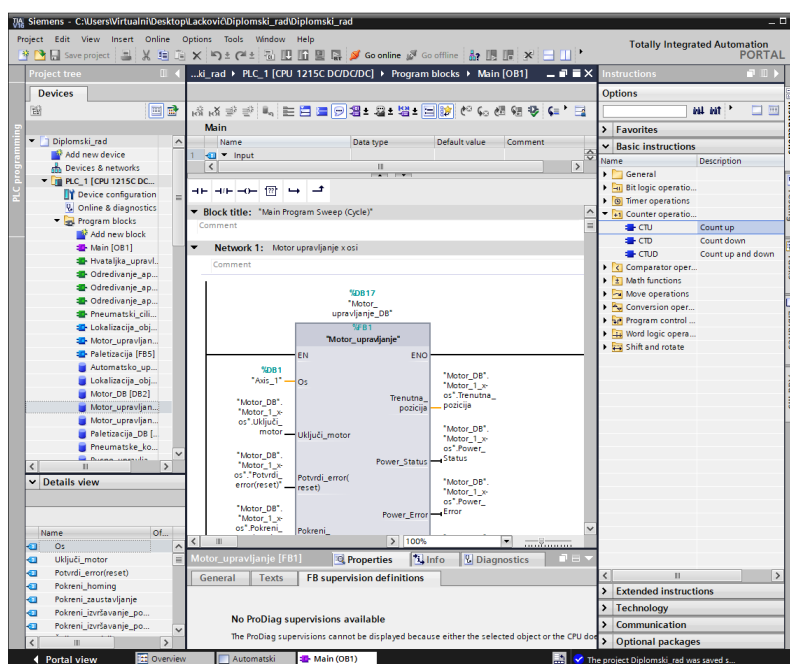 Siemens - C:\Users\Virtualni\Desktop\Lacković\Diplomski_rad\Diplomski_rad
Project Edit View Insert Online Options Tools Window Help
Totally Integrated Automation
PORTAL
Save project
Go online
Go offline
Project tree
...ki_rad PLC_1 [CPU 1215C DC/DC/DC] Program blocks Main [OB1]
Instructions
Devices
Options
PLC programming
Main
Name Data type Default value Comment
1 Input
Diplomski_rad
Add new device
Devices & networks
PLC_1 [CPU 1215C DC...
Device configuration
Online & diagnostics
Program blocks
Add new block
Main [OB1]
Hvataljka_upravl...
Odredivanje_ap...
Odredivanje_ap...
Odredivanje_ap...
Pneumatski_cili...
Lokalizacija_obj...
Motor_upravljan...
Paletizacija [FB5]
Automatsko_up...
Lokalizacija_obj...
Motor_DB [DB2]
Motor_upravljan...
Motor_upravljan...
Paletizacija_DB [...
Pneumatske_ko...
Block title: "Main Program Sweep (Cycle)"
Comment
Network 1: Motor upravljanje x osi
Comment
%DB17
"Motor_
upravljanje_DB"
%FB1
"Motor_upravljanje"
EN ENO
%DB1
"Axis_1" Os
"Motor_DB".
"Motor_1_x-
os".Uključi_
motor Uključi_motor
"Motor_DB".
"Motor_1_x-
os"."Potvrdi_
error(reset)"
Potvrdi_error(
reset)
"Motor_DB".
"Motor_1_x-
os".Pokreni_
Pokreni_
Trenutna_
pozicija
"Motor_DB".
"Motor_1_x-
os".Trenutna_
pozicija
Power_Status
"Motor_DB".
"Motor_1_x-
os".Power_
Status
Power_Error
"Motor_DB".
"Motor_1_x-
os".Power_
Error
100%
Favorites
Basic instructions
Name Description
General
Bit logic operatio...
Timer operations
Counter operatio...
CTU Count up
CTD Count down
CTUD Count up and down
Comparator oper...
Math functions
Move operations
Conversion oper...
Program control ...
Word logic opera...
Shift and rotate
Extended instructions
Technology
Communication
Optional packages
Details view
Name Of...
Os
Uključi_motor
Potvrdi_error(reset)
Pokreni_homing
Pokreni_zaustavljanje
Pokreni_izvršavanje_po...
Pokreni_izvršavanje_po...
Motor_upravljanje [FB1]
Properties Info Diagnostics
General Texts FB supervision definitions
No ProDiag supervisions available
The ProDiag supervisions cannot be displayed because either the selected object or the CPU doe
Portal view Overview Automatski Main (OB1) The project Diplomski_rad was saved s...